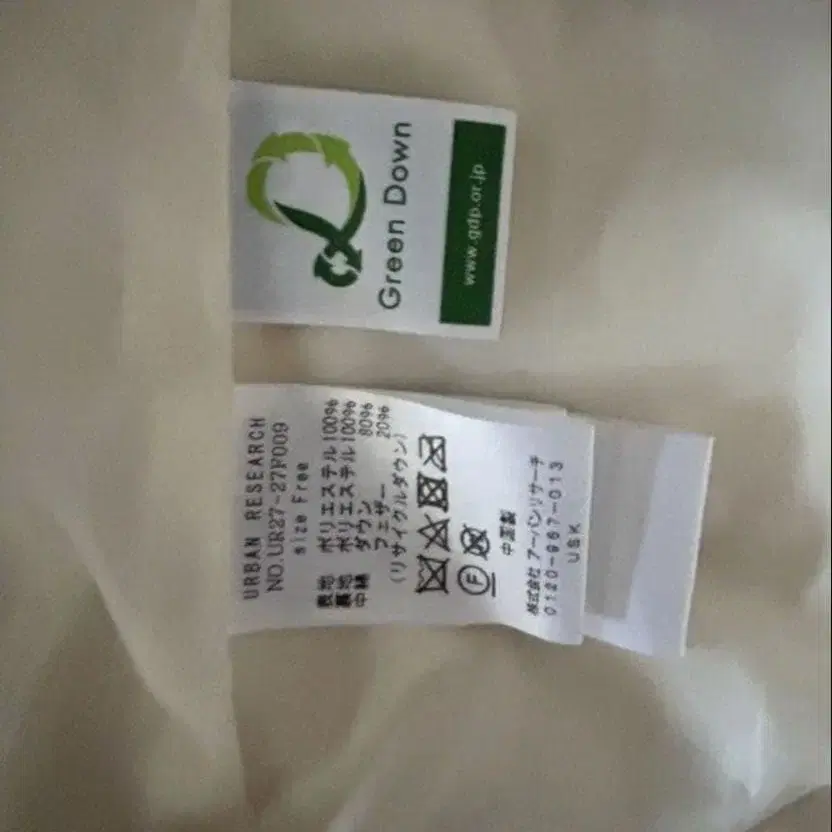 Green Down
www.gdp.or.jp
URBAN RESEARCH
NO.UR27-27F009
size Free
表地 ポリエステル100%
裏地 ポリエステル100%
中綿 ダウン 80%
フェザー 20%
(リサイクルダウン)
F
中国製
株式会社 アーバンリサーチ
0120-967-013
USK